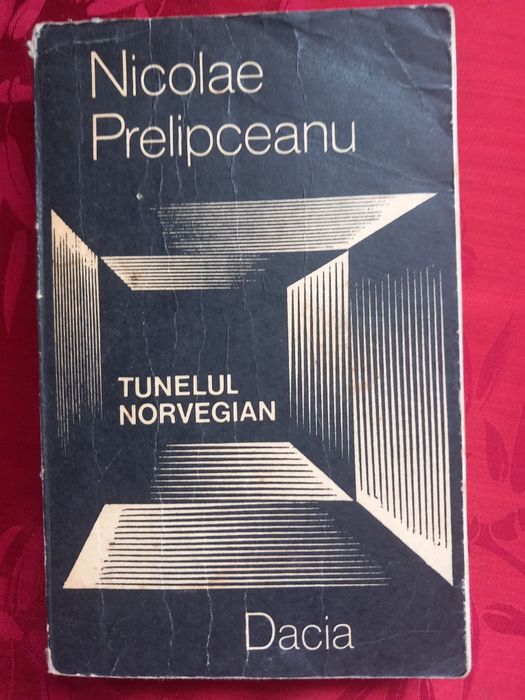 Nicolae
Prelipceanu
TUNELUL
NORVEGIAN
Dacia